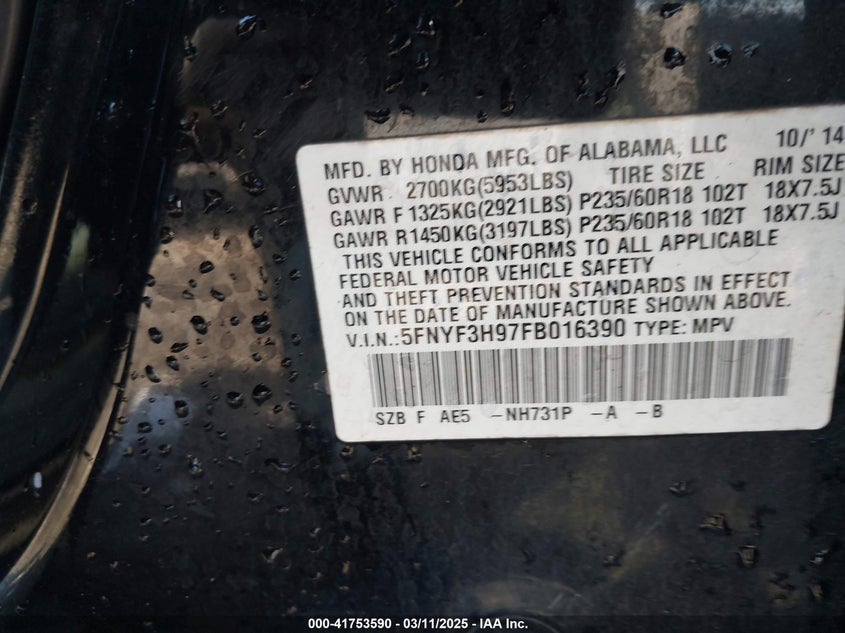 MFD. BY HONDA MFG. OF ALABAMA, LLC 10/' 14
GVWR 2700KG(5953LBS) TIRE SIZE RIM SIZE
GAWR F 1325KG(2921LBS) P235/60R18 102T 18X7.5J
GAWR R1450KG(3197LBS) P235/60R18 102T 18X7.5J
THIS VEHICLE CONFORMS TO ALL APPLICABLE
FEDERAL MOTOR VEHICLE SAFETY
AND THEFT PREVENTION STANDARDS IN EFFECT
ON THE DATE OF MANUFACTURE SHOWN ABOVE.
V.I.N.:5FNYF3H97FB016390 TYPE: MPV
SZB F AE5 -NH731P -A -B
000-41753590 - 03/11/2025 - IAA Inc.